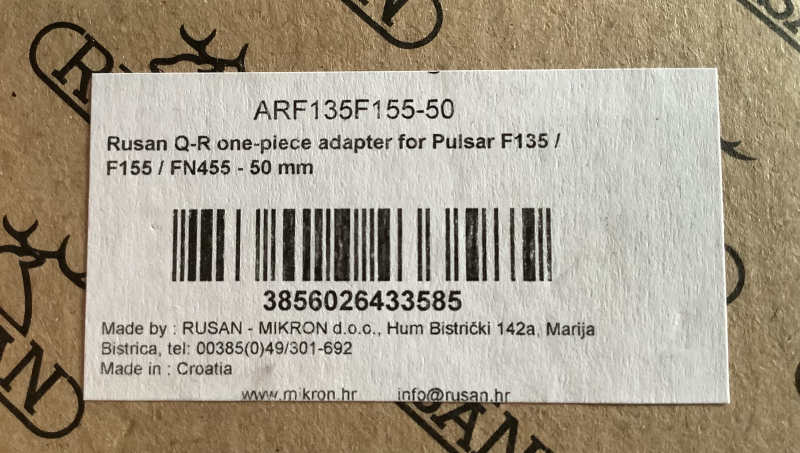 ARF135F155-50
Rusan Q-R one-piece adapter for Pulsar F135 /
F155 / FN455 - 50 mm
3856026433585
Made by : RUSAN - MIKRON d.o.o., Hum Bistrički 142a, Marija
Bistrica, tel: 00385(0)49/301-692
Made in : Croatia
www.mikron.hr info@rusan.hr
RUSAN